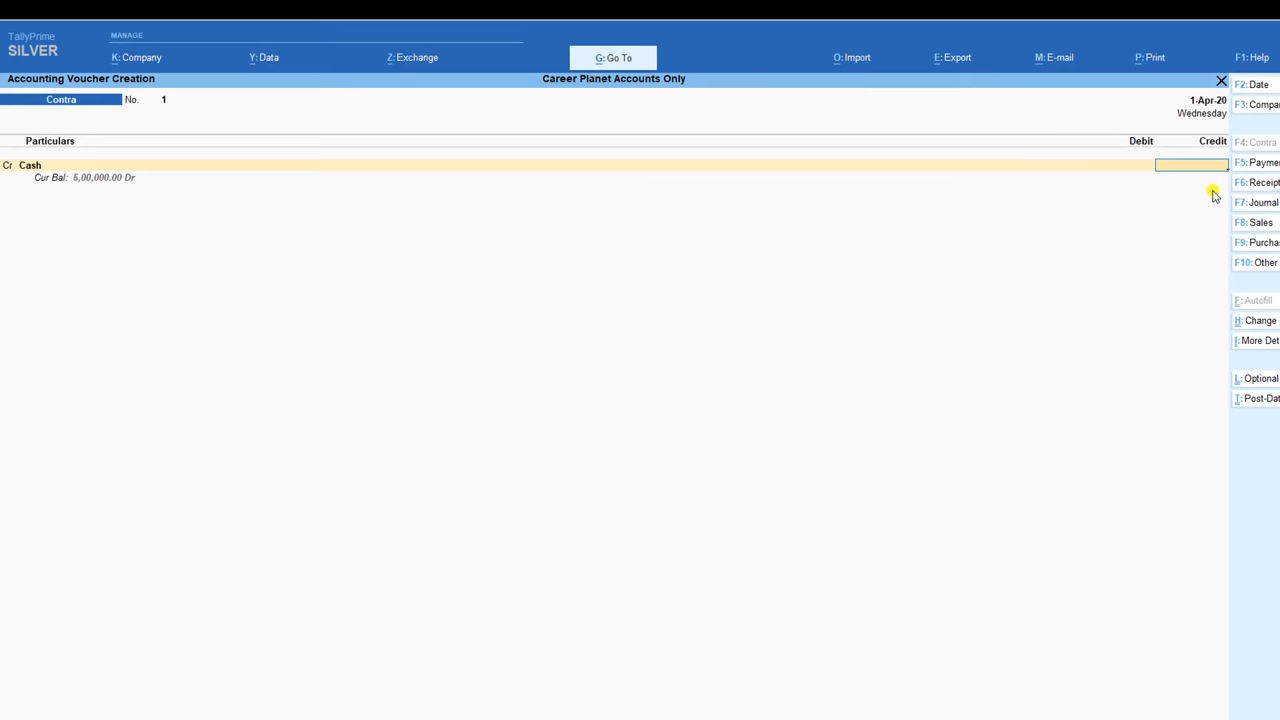 TallyPrime
SILVER
MANAGE
K: Company
Y: Data
Z: Exchange
G: Go To
O: Import
E: Export
M: E-mail
P: Print
F1: Help
Accounting Voucher Creation
Career Planet Accounts Only
Contra No. 1
1-Apr-20
Wednesday
Particulars
Debit
Credit
Cr Cash
Cur Bal: 5,00,000.00 Dr
F2: Date
F3: Compa
F4: Contra
F5: Payme
F6: Receipt
F7: Journal
F8: Sales
F9: Purcha
F10: Other
F: Autofill
H: Change
I: More Det
L: Optional
T: Post-Dat